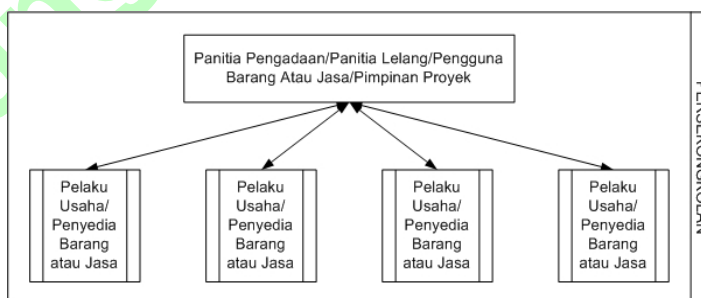 Panitia Pengadaan/Panitia Lelang/Pengguna
Barang Atau Jasa/Pimpinan Proyek
Pelaku
Usaha/
Penyedia
Barang
atau Jasa
Pelaku
Usaha/
Penyedia
Barang
atau Jasa
Pelaku
Usaha/
Penyedia
Barang
atau Jasa
Pelaku
Usaha/
Penyedia
Barang
atau Jasa